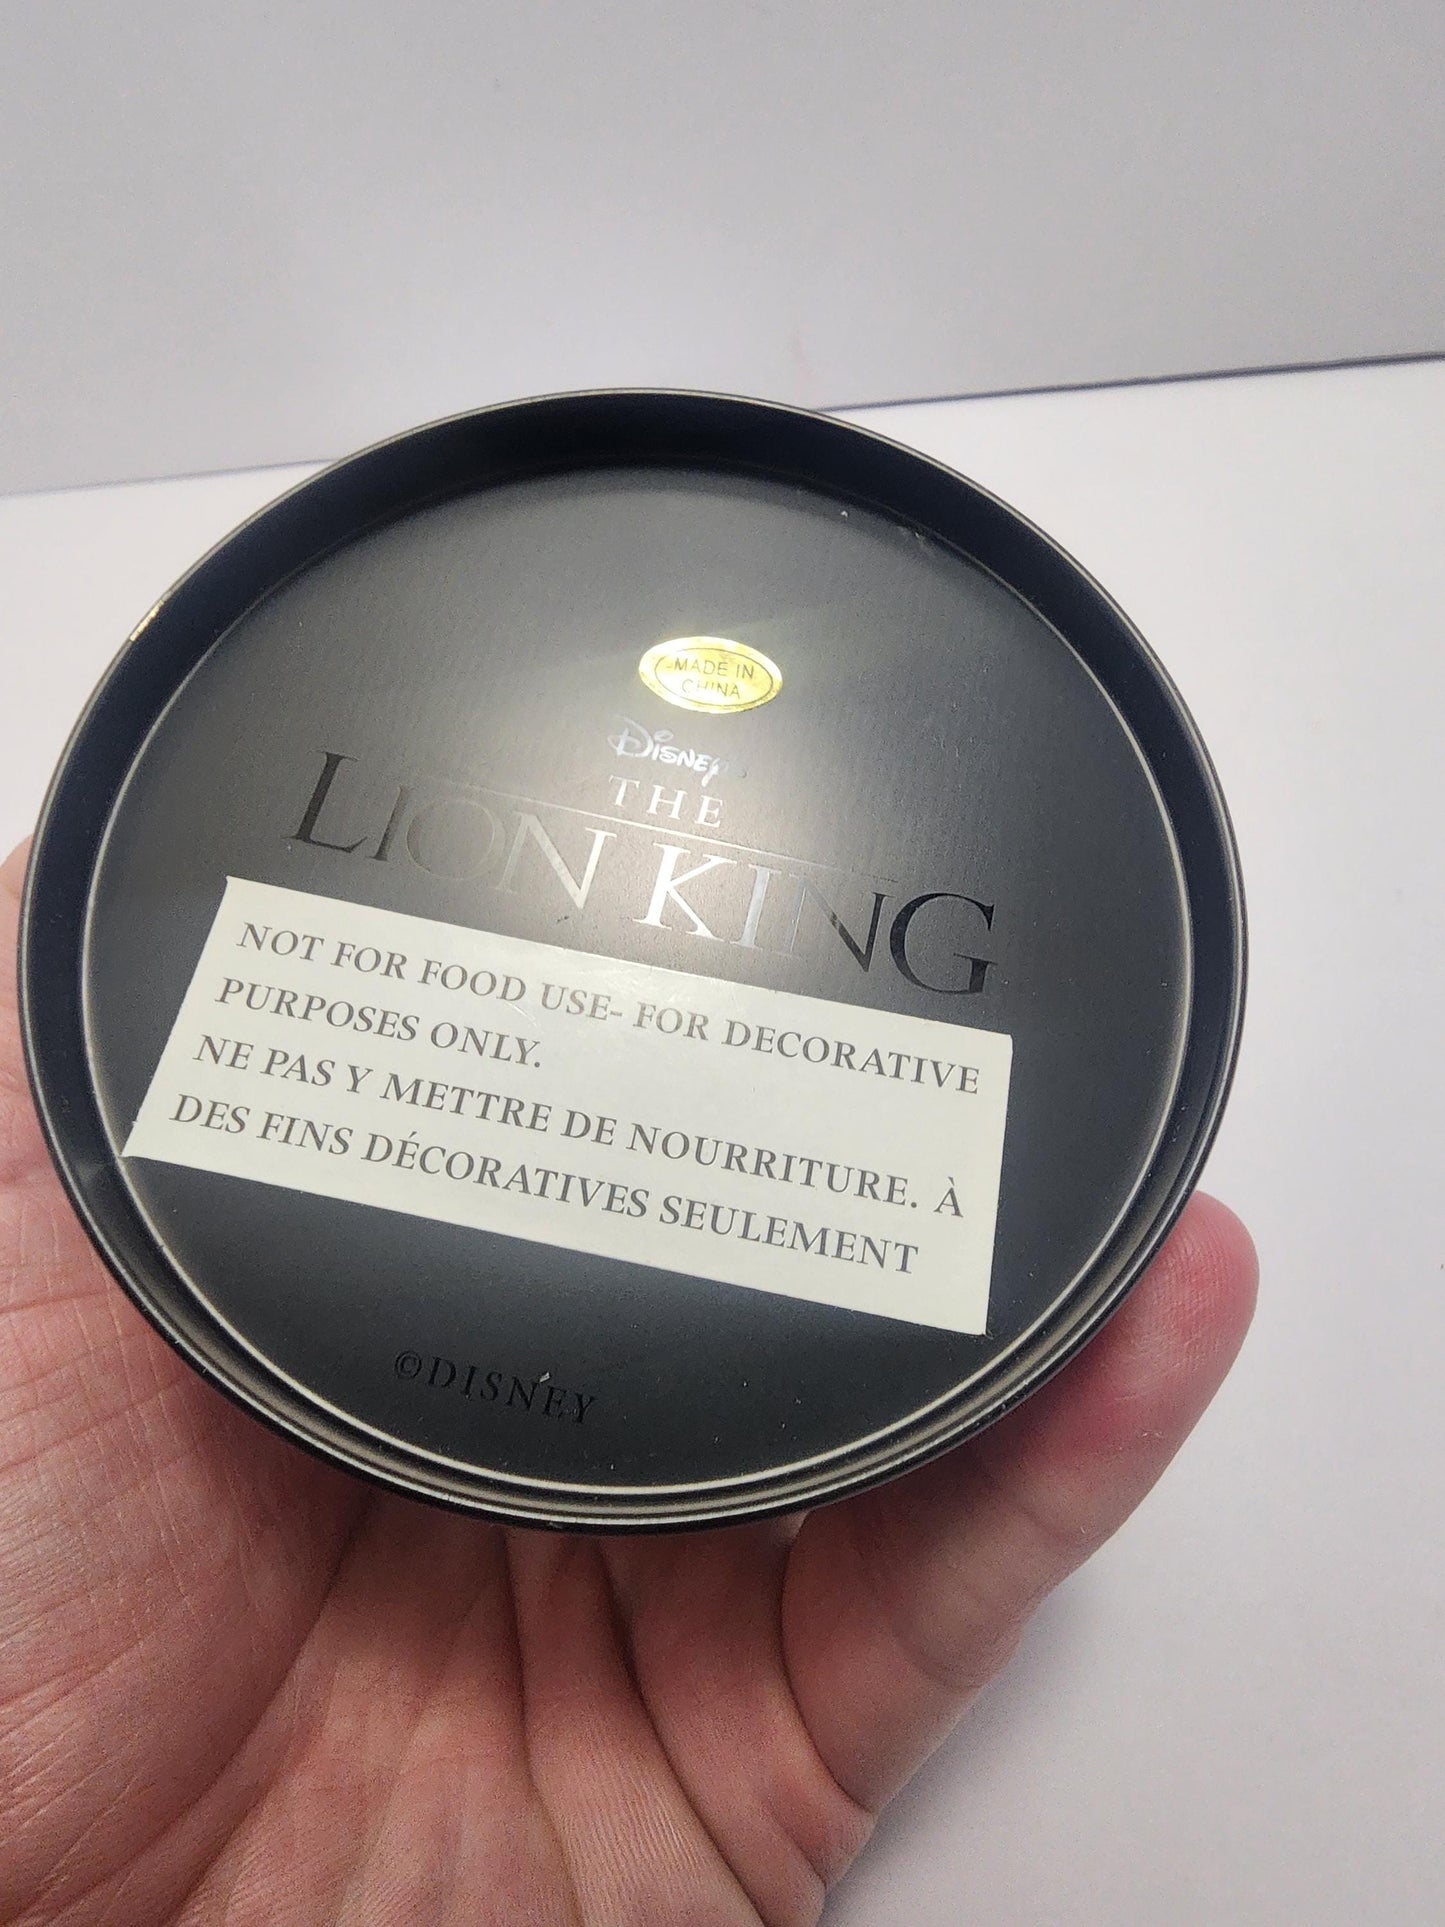 MADE IN
CHINA
Disney
THE
LION KING
NOT FOR FOOD USE- FOR DECORATIVE
PURPOSES ONLY.
NE PAS Y METTRE DE NOURRITURE. À
DES FINS DÉCORATIVES SEULEMENT
©DISNEY